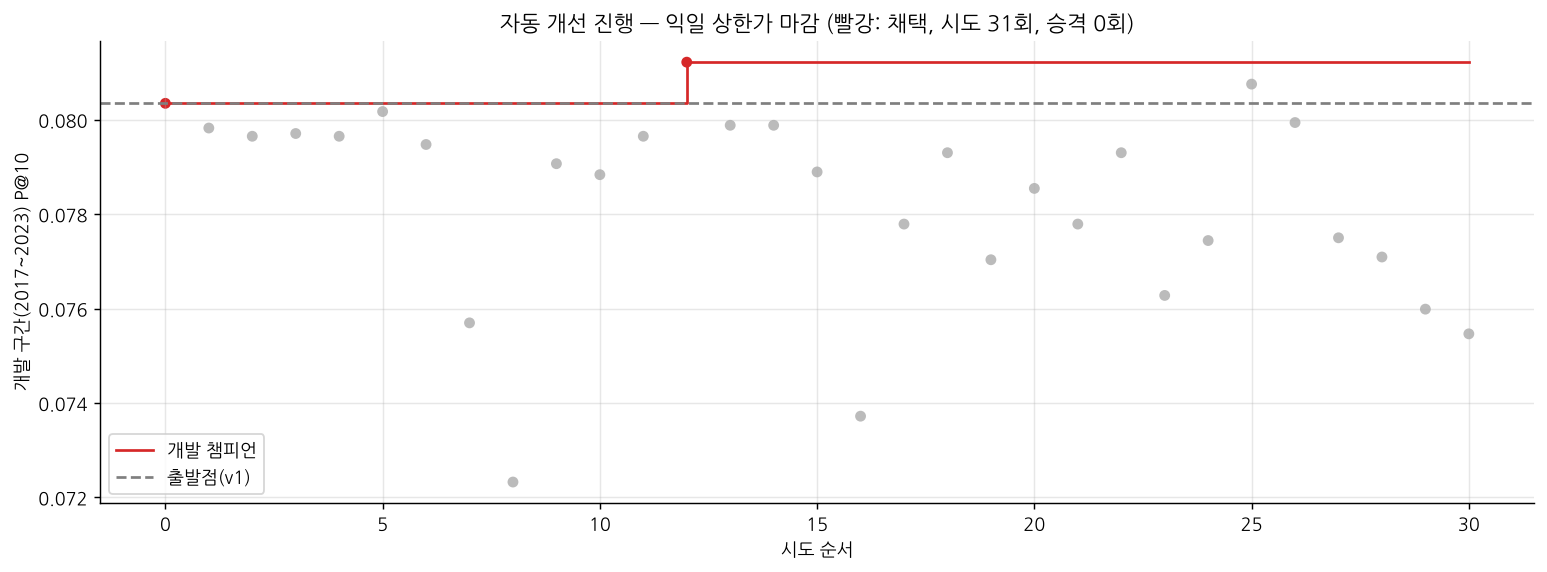 자동 개선 진행 — 익일 상한가 마감 (빨강: 채택, 시도 31회, 승격 0회)
개발 구간(2017~2023) P@10
0.080
0.078
0.076
0.074
0.072
개발 챔피언
출발점(v1)
0
5
10
15
20
25
30
시도 순서